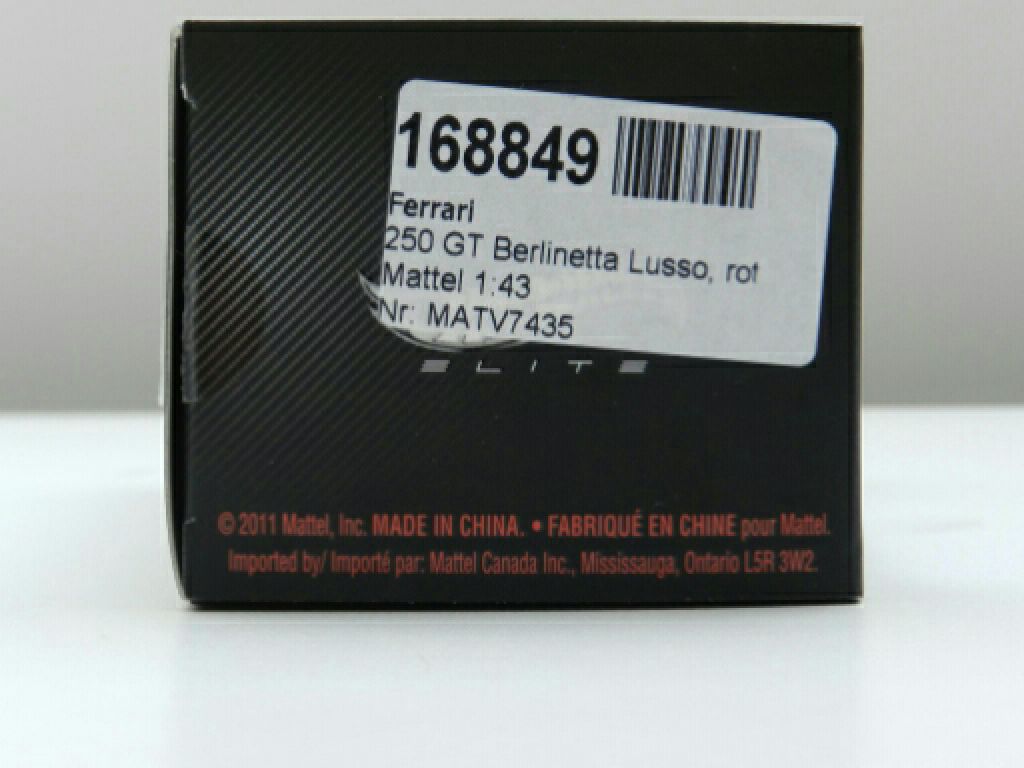 168849
Ferrari
250 GT Berlinetta Lusso, rot
Mattel 1:43
Nr: MATV7435
ELITE
© 2011 Mattel, Inc. MADE IN CHINA. • FABRIQUÉ EN CHINE pour Mattel.
Imported by/ Importé par: Mattel Canada Inc., Mississauga, Ontario L5R 3W2.